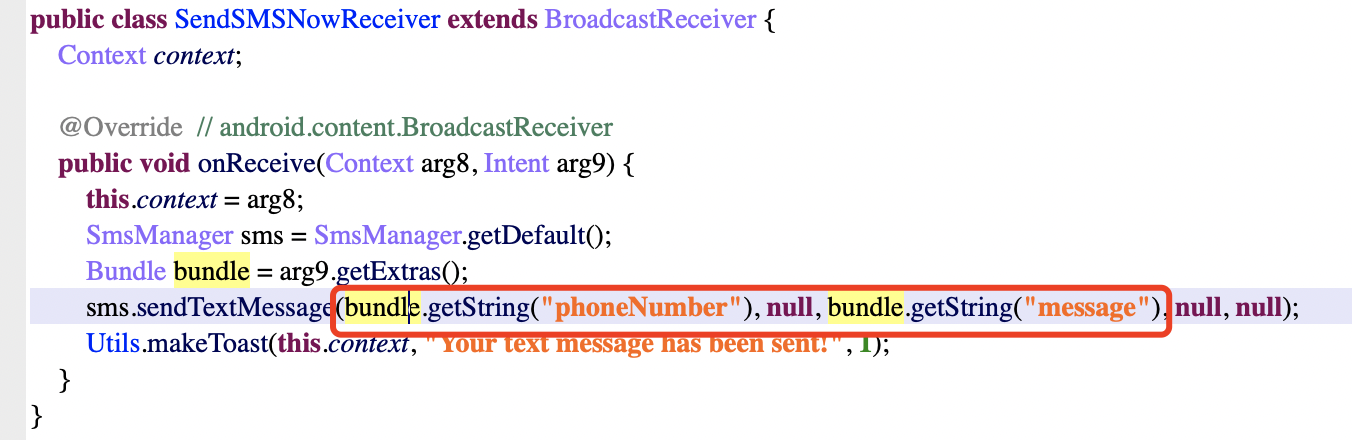 public class SendSMSNowReceiver extends BroadcastReceiver {
Context context;
@Override // android.content.BroadcastReceiver
public void onReceive(Context arg8, Intent arg9) {
this.context = arg8;
SmsManager sms = SmsManager.getDefault();
Bundle bundle = arg9.getExtras();
sms.sendTextMessage(bundle.getString("phoneNumber"), null, bundle.getString("message"), null, null);
Utils.makeToast(this.context, "Your text message has been sent!", 1);
}
}